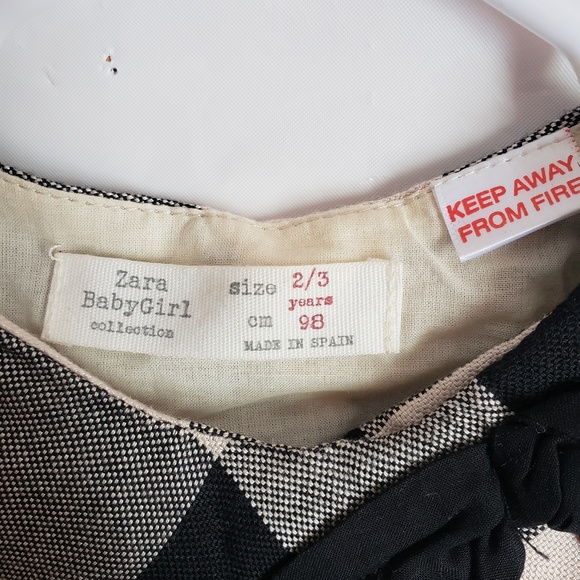 Zara
BabyGirl
collection
size 2/3
years
cm 98
MADE IN SPAIN
KEEP AWAY
FROM FIRE